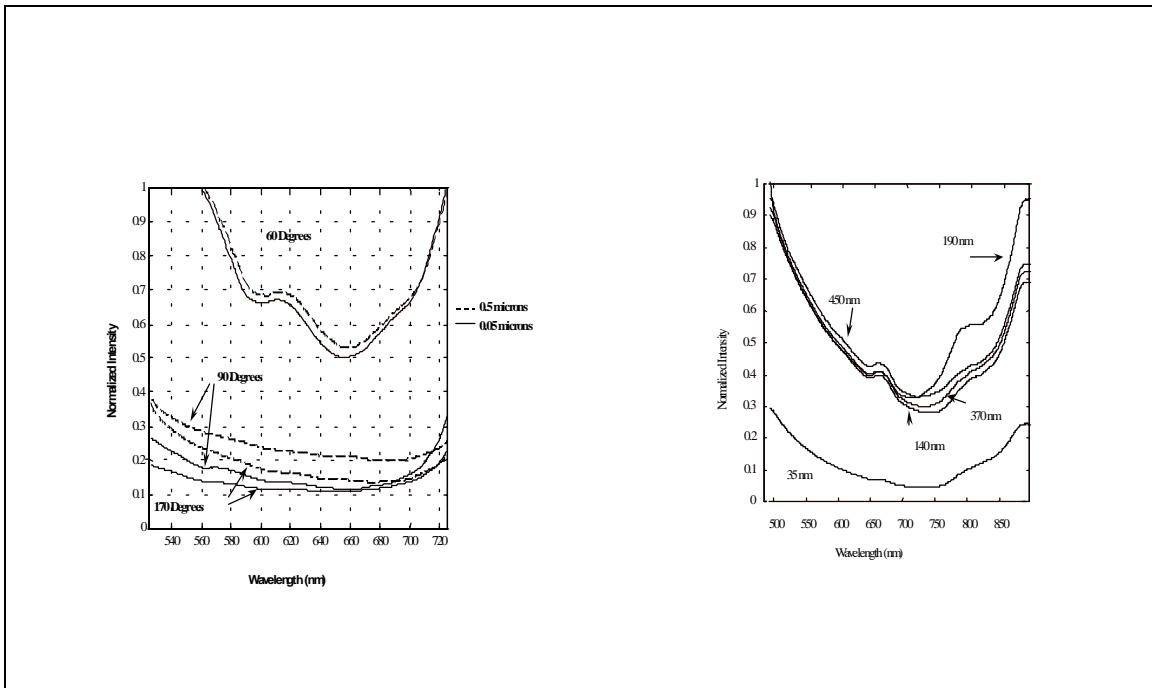 1
0.9
0.8
0.7
0.6
0.5
0.4
0.3
0.2
0.1
0
Normalized Intensity
60 Degrees
90 Degrees
170 Degrees
540 560 580 600 620 640 660 680 700 720
Wavelength (nm)
0.5 microns
0.05 microns
1
0.9
0.8
0.7
0.6
0.5
0.4
0.3
0.2
0.1
0
Normalized Intensity
190 nm
450 nm
370 nm
140 nm
35 nm
500 550 600 650 700 750 800 850
Wavelength (nm)